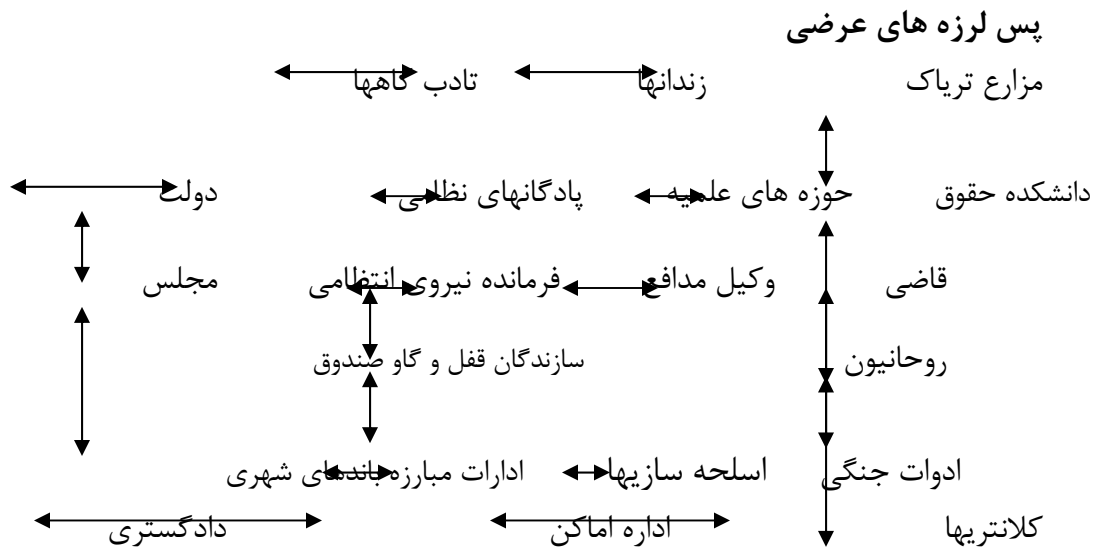 پس لرزه های عرضی
مزارع تریاک زندانها تادب گاهها
دانشکده حقوق حوزه های علمیه پادگانهای نظامی دولت
قاضی وکیل مدافع فرمانده نیروی انتظامی مجلس
روحانیون سازندگان قفل و گاو صندوق
ادوات جنگی اسلحه سازیها ادارات مبارزه باندهای شهری
کلانتریها اداره اماکن دادگستری